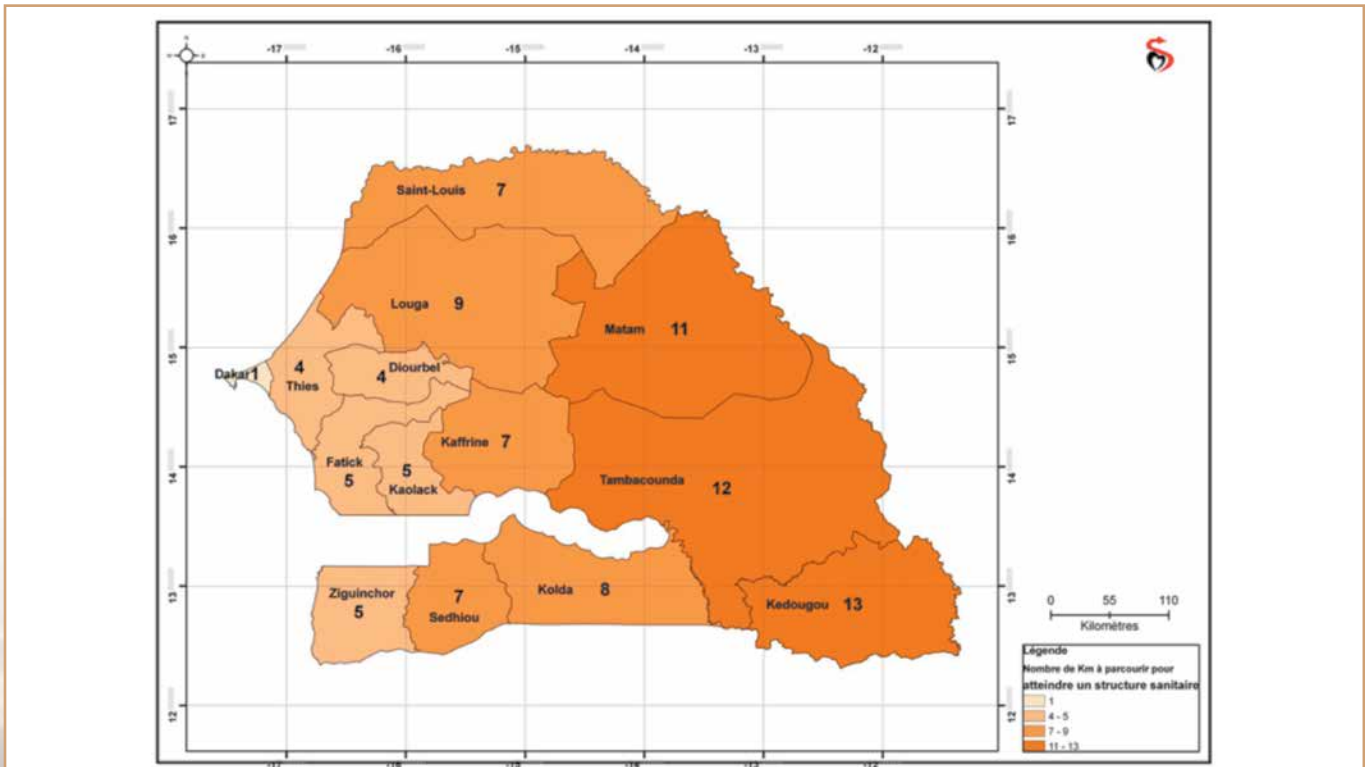 -17 -16 -15 -14 -13 -12
17
Saint-Louis 7
16
Louga 9
Matam 11
15
Dakar 1
4
Thies
Diourbel
4
Kaffrine 7
Fatick
5
5
Kaolack
14
Tambacounda 12
13
Ziguinchor
5
7
Sedhiou
Kolda 8
Kedougou 13
12
0 55 110
Kilomètres
Légende
Nombre de Km à parcourir pour
atteindre un structure sanitaire
1
4 - 5
7 - 9
11 - 13